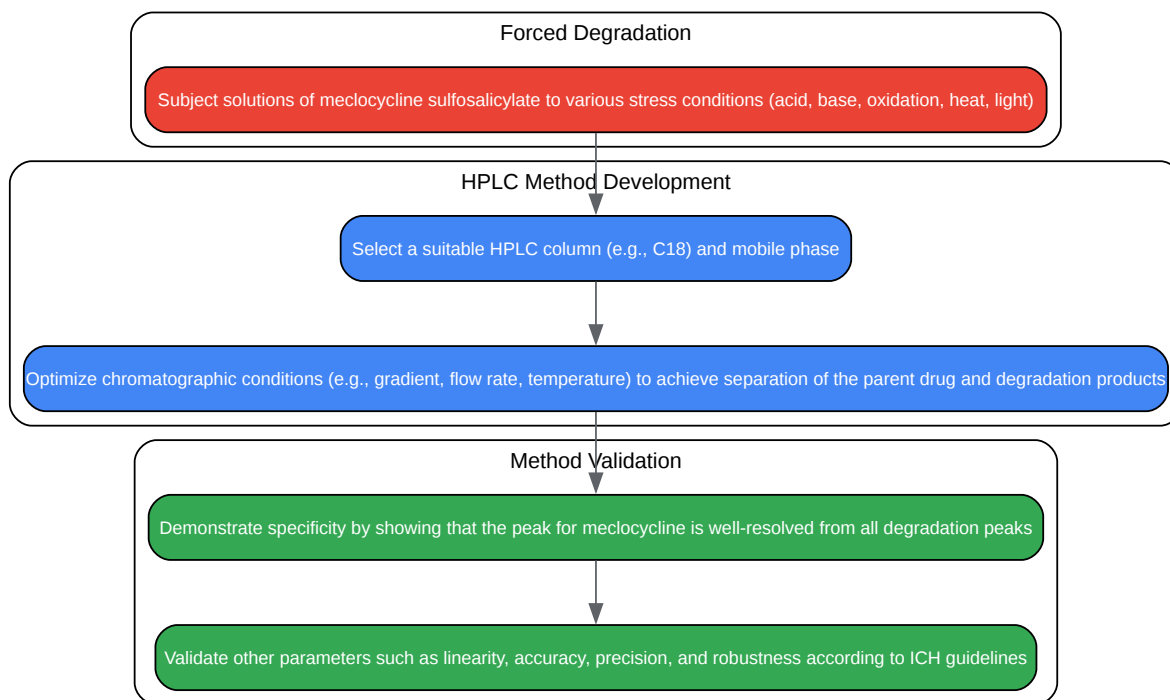 Forced Degradation
Subject solutions of meclocycline sulfosalicylate to various stress conditions (acid, base, oxidation, heat, light)
HPLC Method Development
Select a suitable HPLC column (e.g., C18) and mobile phase
Optimize chromatographic conditions (e.g., gradient, flow rate, temperature) to achieve separation of the parent drug and degradation products
Method Validation
Demonstrate specificity by showing that the peak for meclocycline is well-resolved from all degradation peaks
Validate other parameters such as linearity, accuracy, precision, and robustness according to ICH guidelines